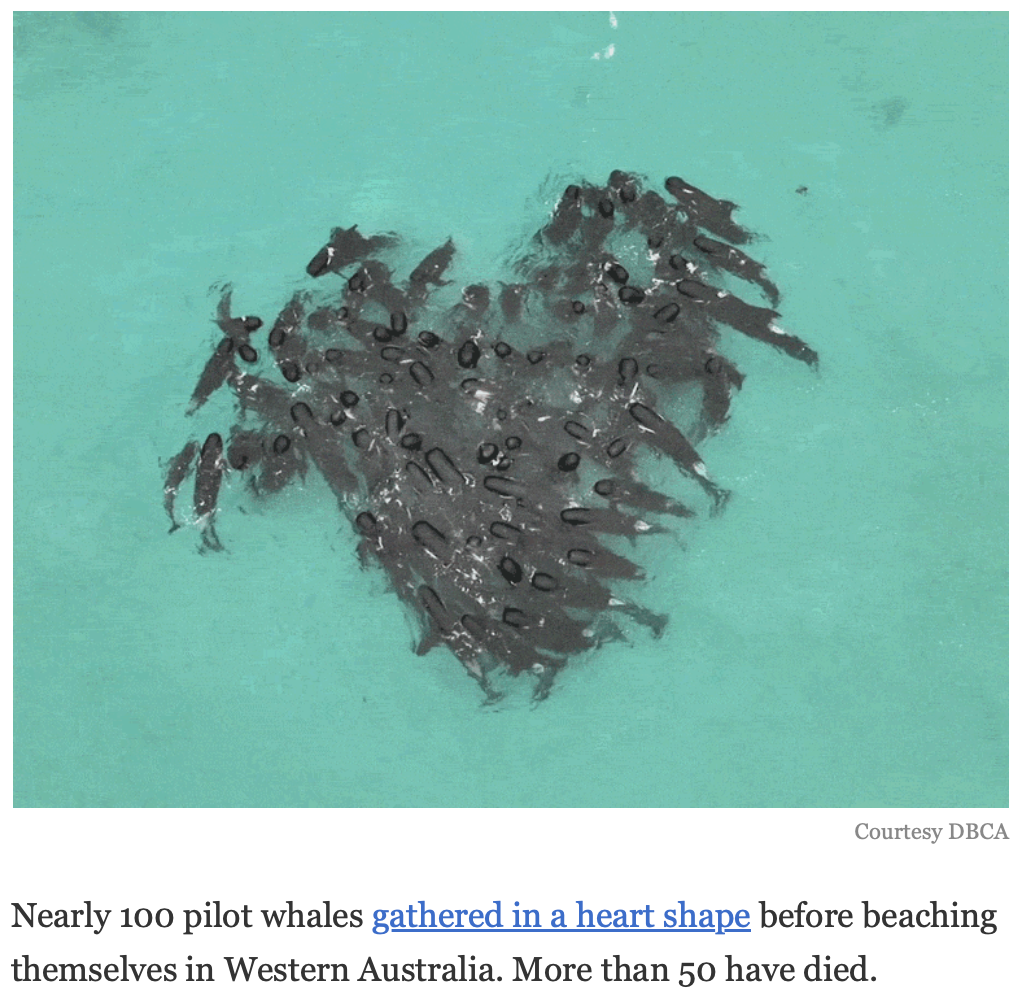 Courtesy DBCA
Nearly 100 pilot whales gathered in a heart shape before beaching
themselves in Western Australia. More than 50 have died.